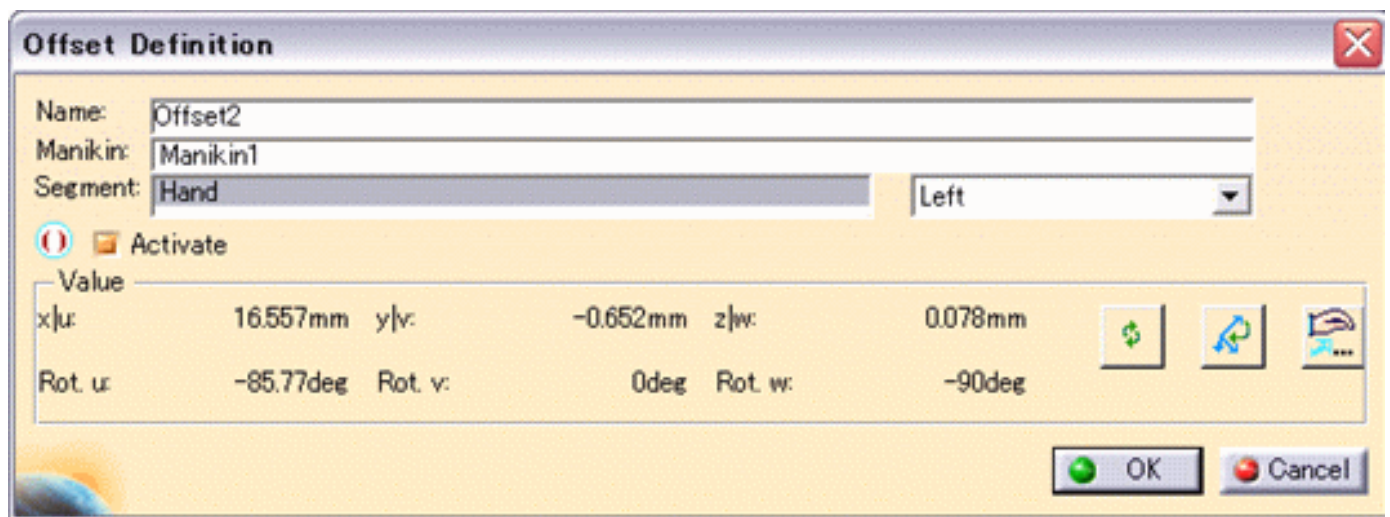 Offset Definition
Name: Offset2
Manikin: Manikin1
Segment: Hand Left
Activate
Value
x|u: 16.557mm y|v: -0.652mm z|w: 0.078mm
Rot. u: -85.77deg Rot. v: 0deg Rot. w: -90deg
OK Cancel